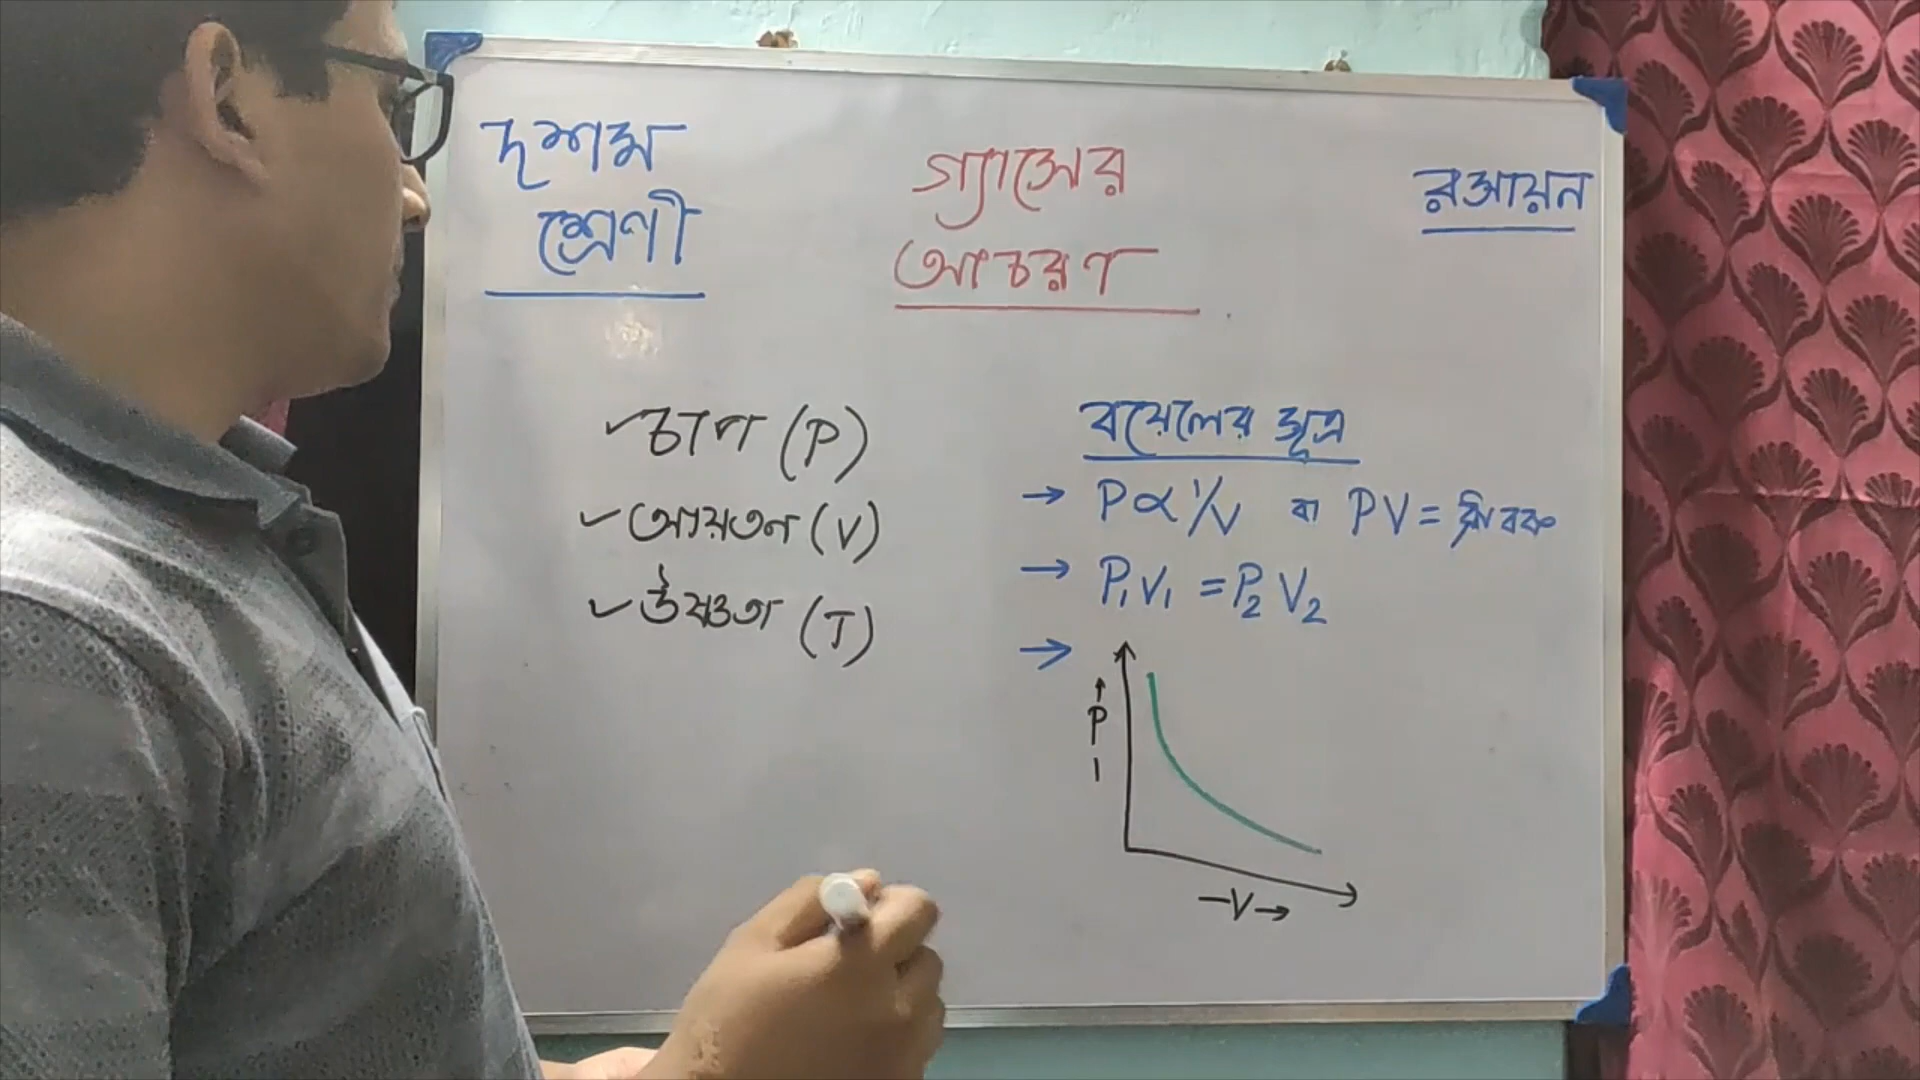 দশম
শ্রেণী
গ্যাসের
আচরণ
রসায়ন
চাপ (P)
আয়তন (V)
উষ্ণতা (T)
বয়েলের সূত্র
→ P ∝ 1/V বা PV = ধ্রুবক
→ P₁V₁ = P₂V₂
→
P
V →